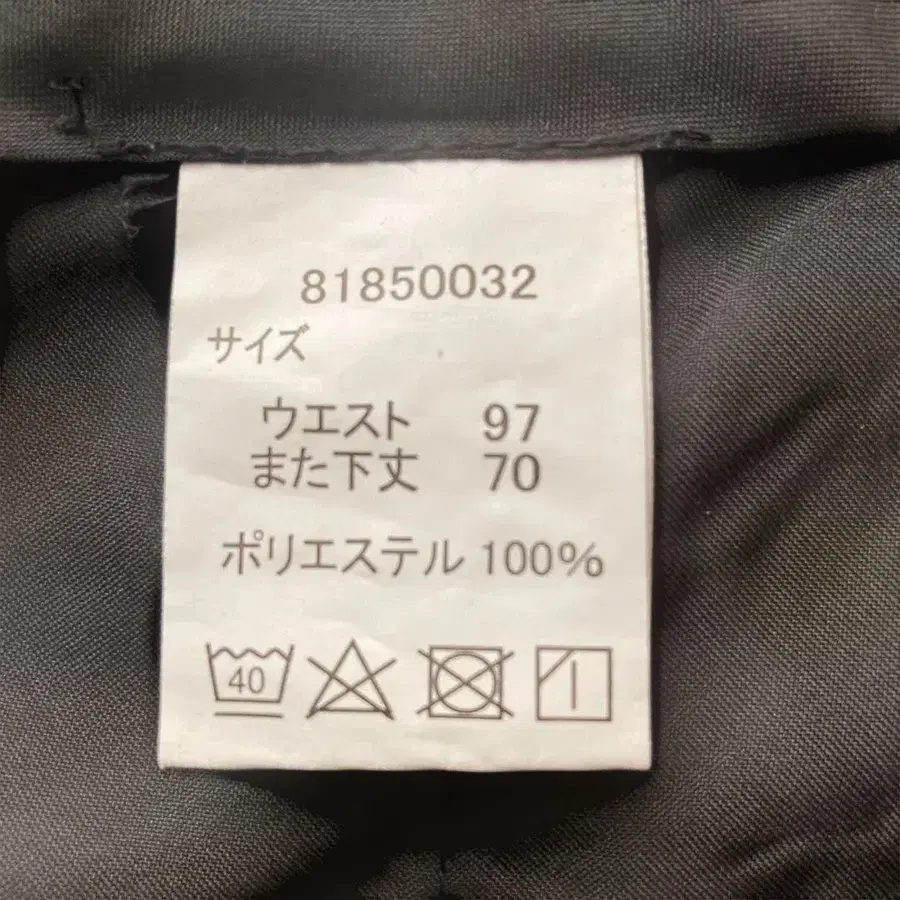 81850032
サイズ
ウエスト 97
また下丈 70
ポリエステル 100%
40